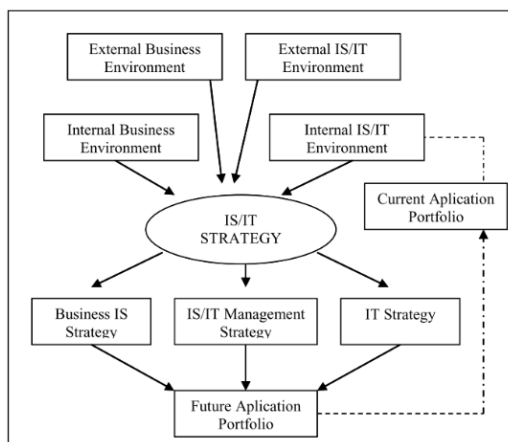 External Business
Environment
External IS/IT
Environment
Internal Business
Environment
Internal IS/IT
Environment
Current Aplication
Portfolio
IS/IT
STRATEGY
Business IS
Strategy
IS/IT Management
Strategy
IT Strategy
Future Aplication
Portfolio